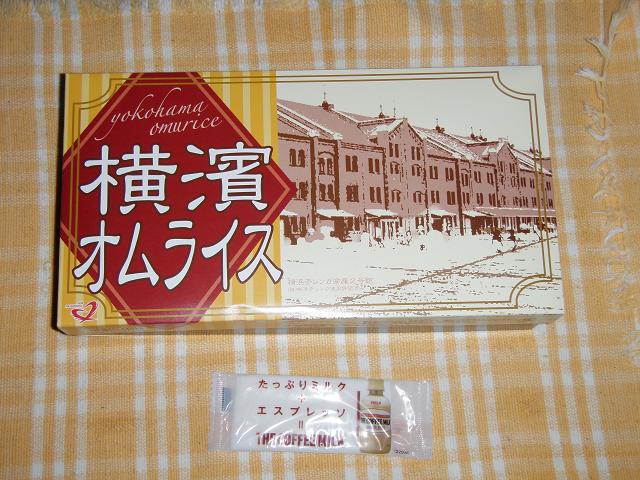 yokohama
omurice
横濱
オムライス
たっぷりミルク
+
エスプレッソ
=
THE COFFEE MILK